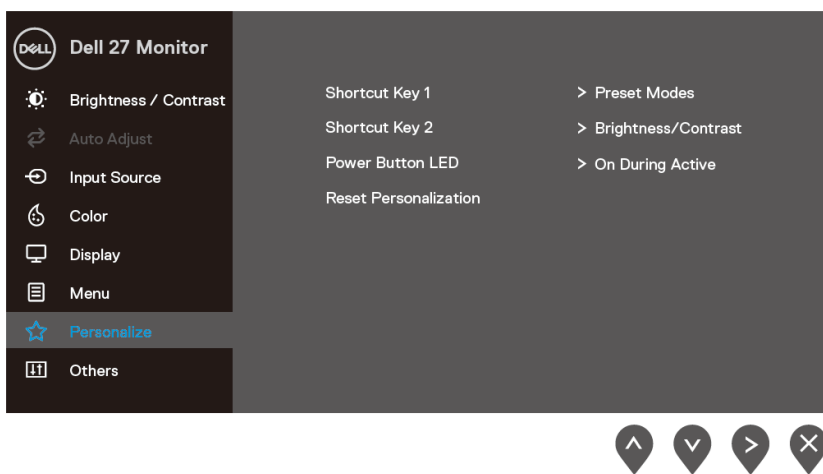 DELL Dell 27 Monitor
Brightness / Contrast
Auto Adjust
Input Source
Color
Display
Menu
Personalize
Others
Shortcut Key 1 > Preset Modes
Shortcut Key 2 > Brightness/Contrast
Power Button LED > On During Active
Reset Personalization